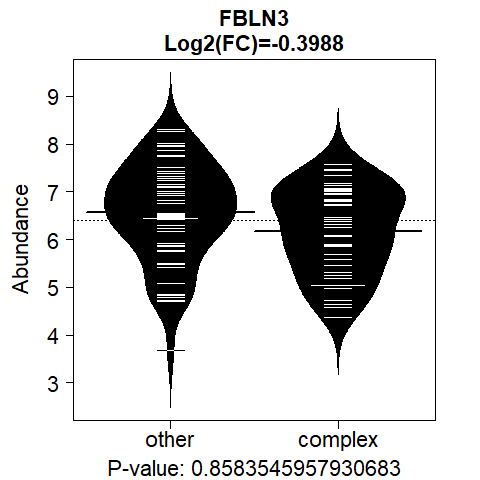 FBLN3
Log2(FC)=-0.3988
Abundance
9
8
7
6
5
4
3
other complex
P-value: 0.8583545957930683